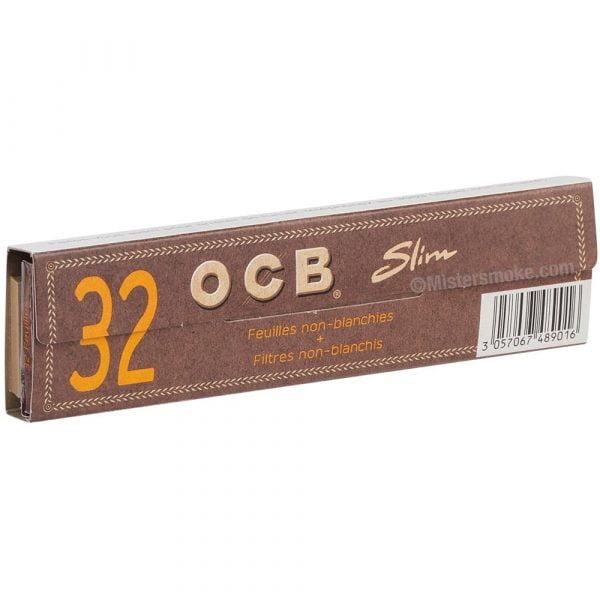 32
OCB® Slim
©Mistersmoke.com
Feuilles non-blanchies
+
Filtres non-blanchis
3 057067 489016